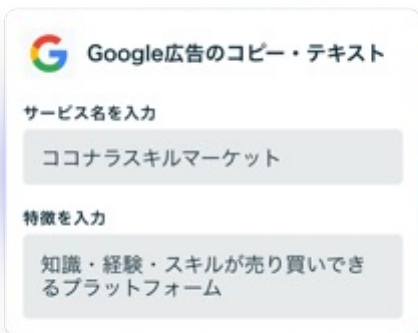 Google広告のコピー・テキスト
サービス名を入力
ココナラスキルマーケット
特徴を入力
知識・経験・スキルが売り買いでき
るプラットフォーム